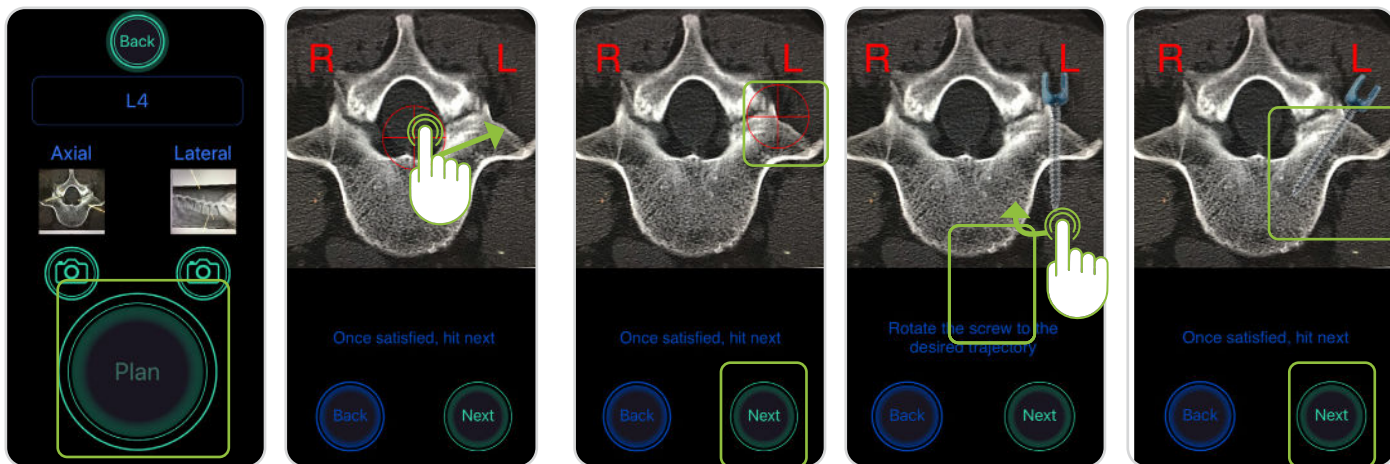 Back
L4
Axial
Lateral
Plan
R
L
Once satisfied, hit next
Back
Next
R
L
Once satisfied, hit next
Back
Next
R
L
Rotate the screw to the
desired trajectory
Back
Next
R
L
Once satisfied, hit next
Back
Next